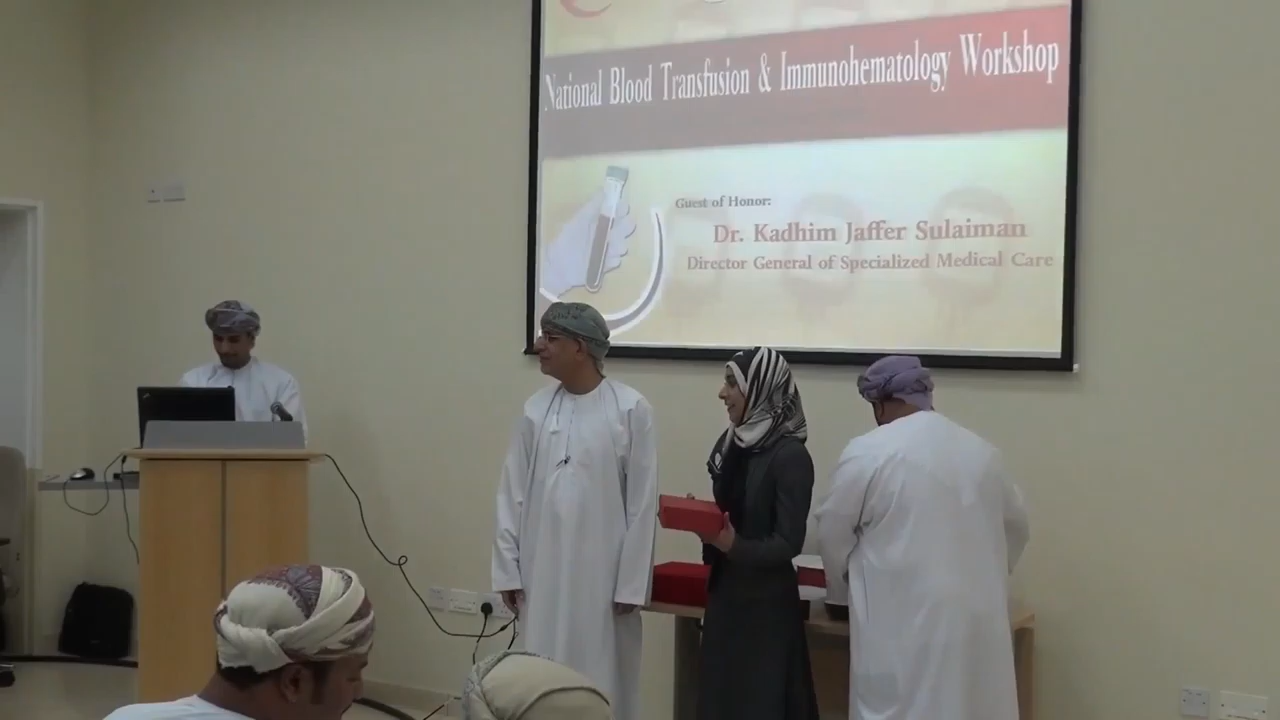 National Blood Transfusion & Immunohematology Workshop
Guest of Honor:
Dr. Kadhim Jaffer Sulaiman
Director General of Specialized Medical Care